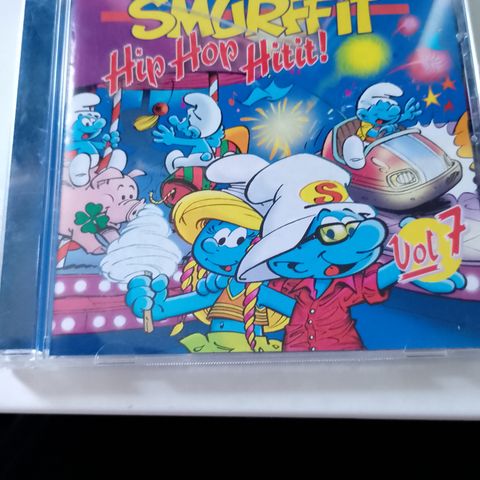 SMURFFIT
Hip Hop Hitit!
S
Vol 7